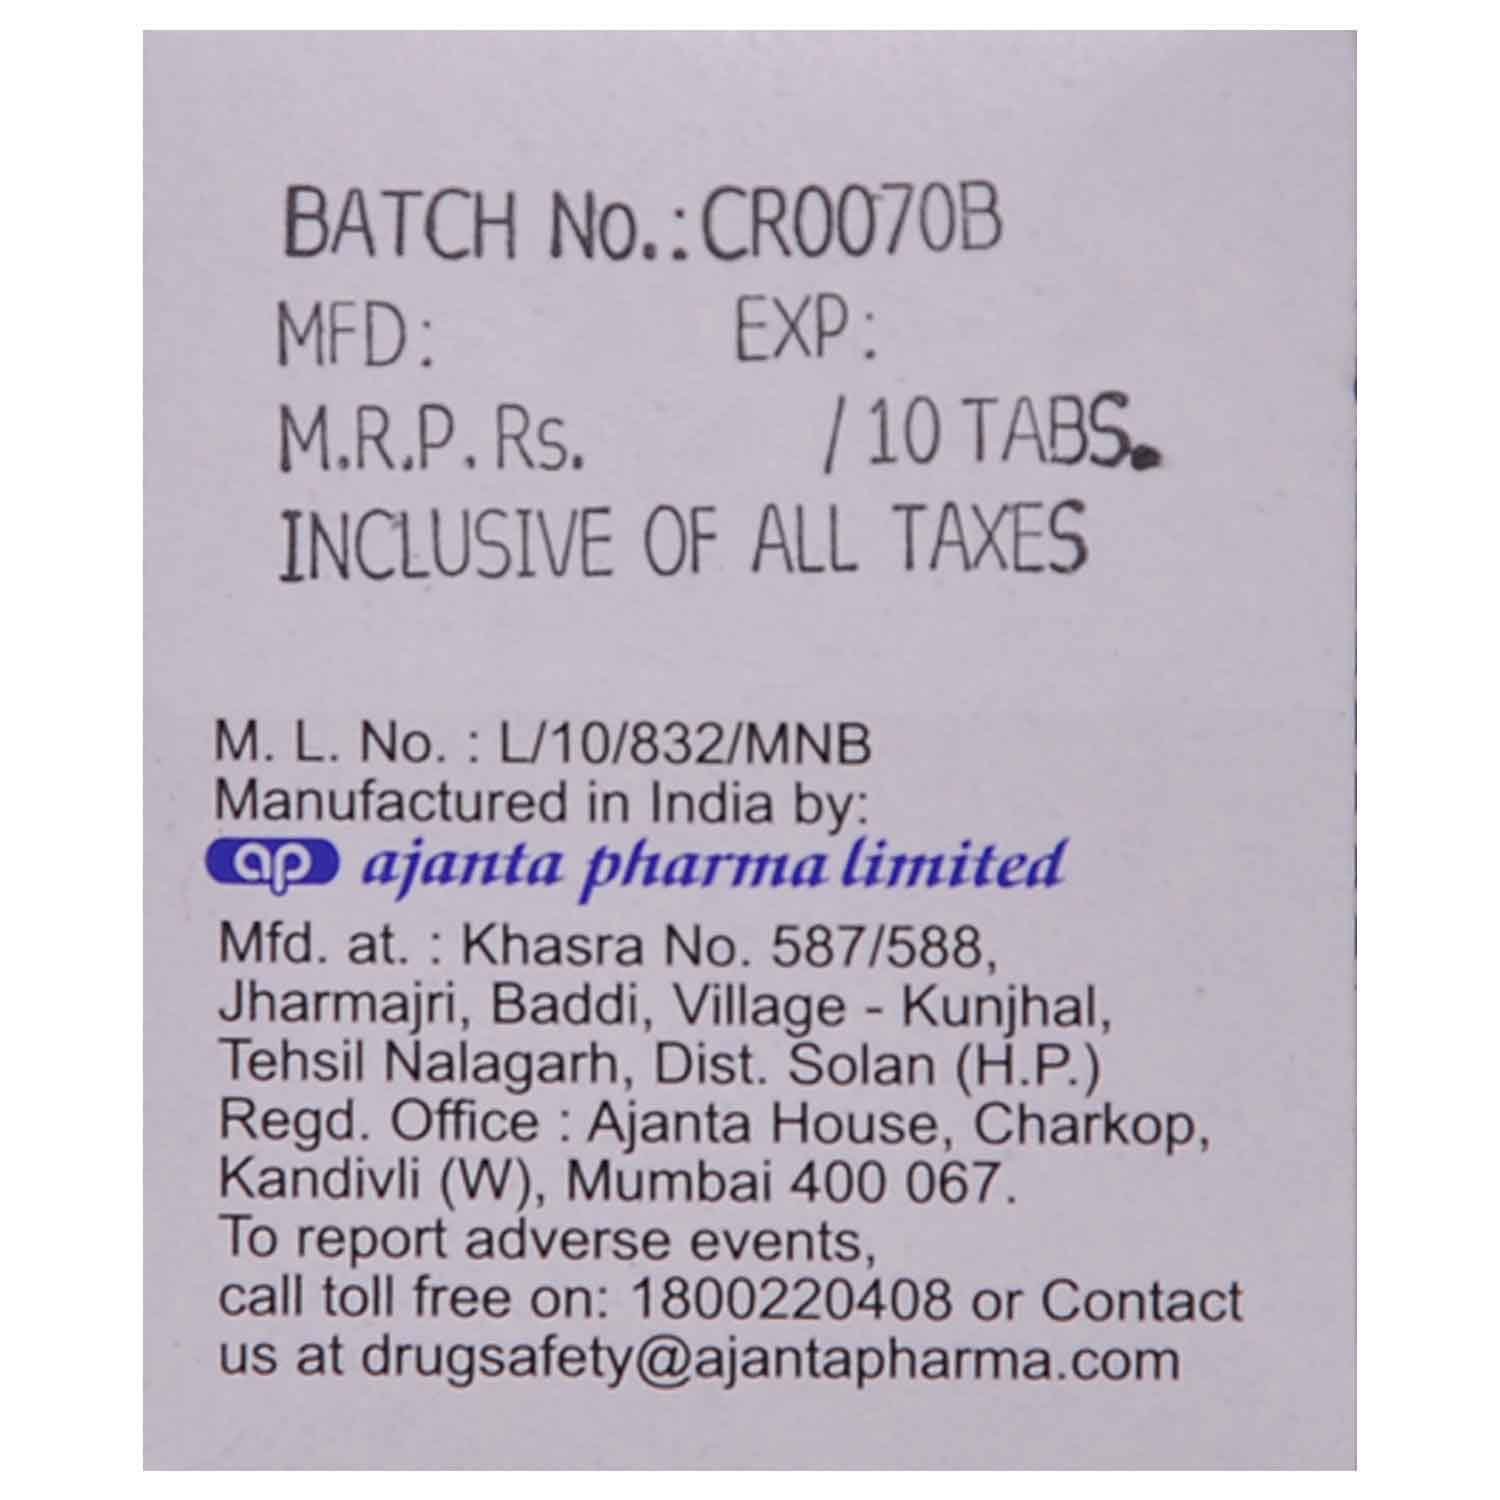 BATCH No.:CR0070B
MFD: EXP:
M.R.P. Rs. /10 TABS.
INCLUSIVE OF ALL TAXES
M. L. No. : L/10/832/MNB
Manufactured in India by:
ap ajanta pharma limited
Mfd. at. : Khasra No. 587/588,
Jharmajri, Baddi, Village - Kunjhal,
Tehsil Nalagarh, Dist. Solan (H.P.)
Regd. Office : Ajanta House, Charkop,
Kandivli (W), Mumbai 400 067.
To report adverse events,
call toll free on: 1800220408 or Contact
us at drugsafety@ajantapharma.com